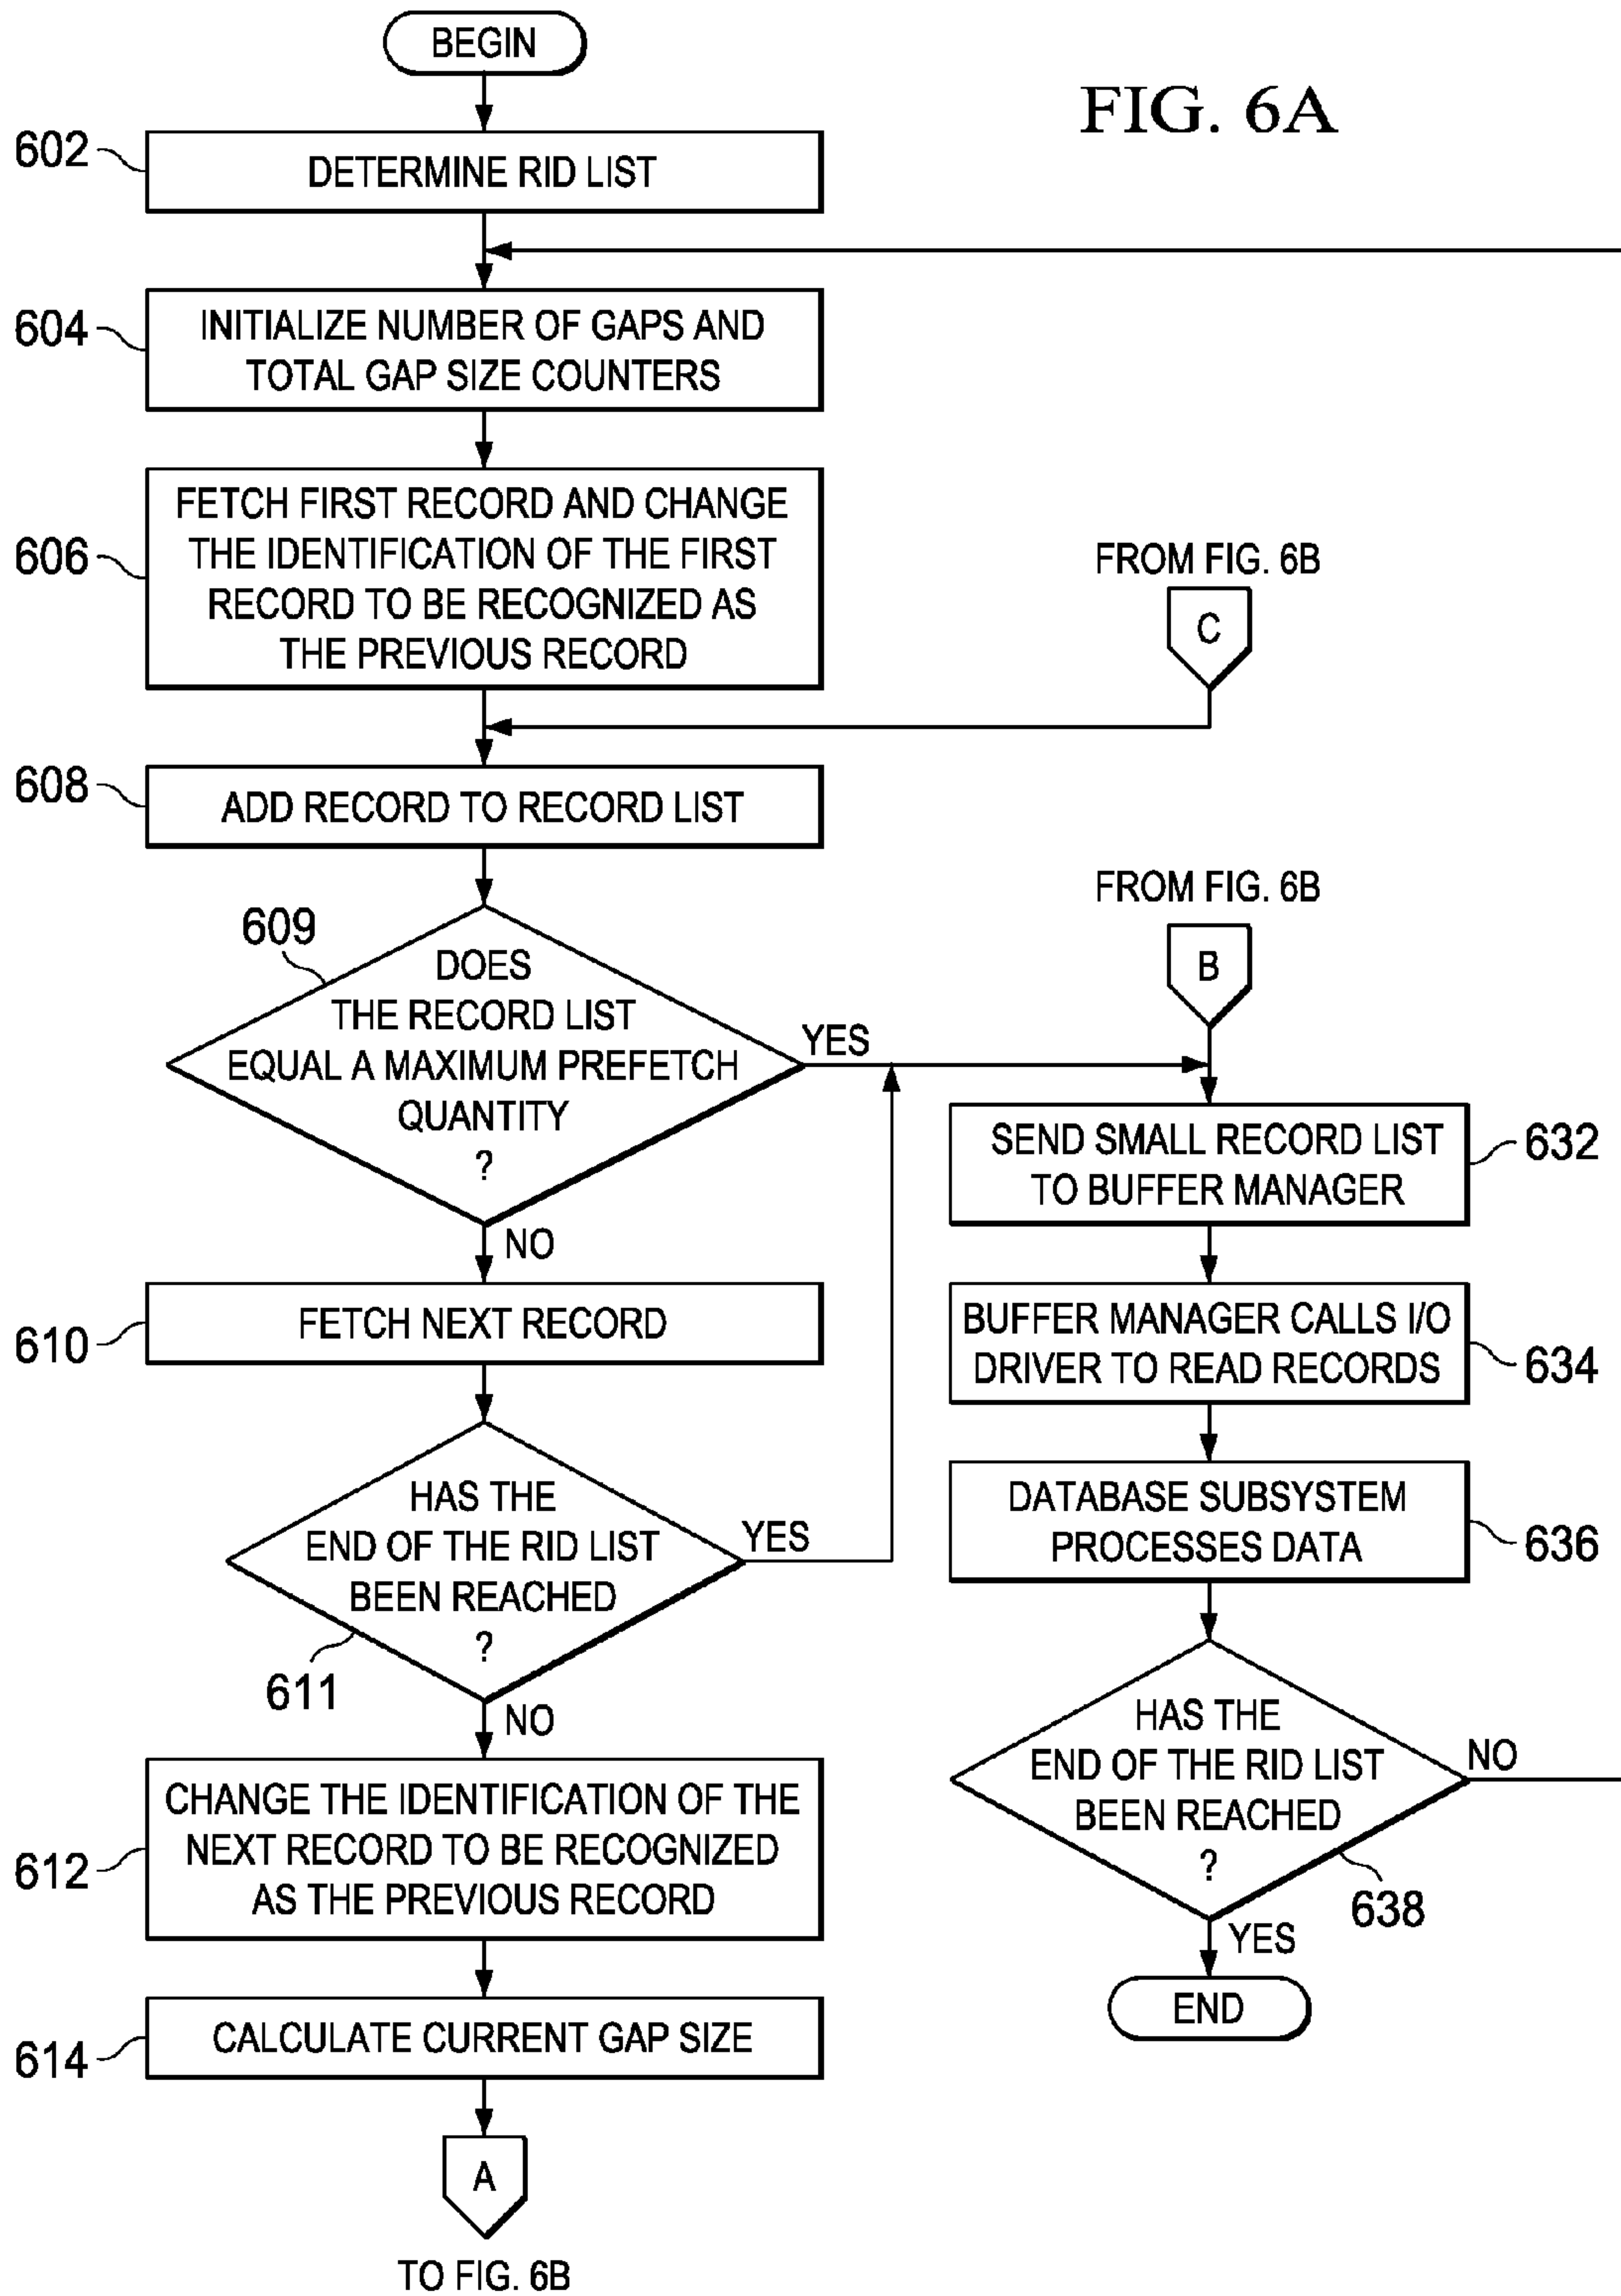 FIG. 6A
BEGIN
602
DETERMINE RID LIST
604
INITIALIZE NUMBER OF GAPS AND
TOTAL GAP SIZE COUNTERS
606
FETCH FIRST RECORD AND CHANGE
THE IDENTIFICATION OF THE FIRST
RECORD TO BE RECOGNIZED AS
THE PREVIOUS RECORD
FROM FIG. 6B
C
608
ADD RECORD TO RECORD LIST
609
DOES
THE RECORD LIST
EQUAL A MAXIMUM PREFETCH
QUANTITY
?
YES
NO
610
FETCH NEXT RECORD
HAS THE
END OF THE RID LIST
BEEN REACHED
?
611
YES
NO
612
CHANGE THE IDENTIFICATION OF THE
NEXT RECORD TO BE RECOGNIZED
AS THE PREVIOUS RECORD
614
CALCULATE CURRENT GAP SIZE
A
TO FIG. 6B
FROM FIG. 6B
B
SEND SMALL RECORD LIST
TO BUFFER MANAGER
632
BUFFER MANAGER CALLS I/O
DRIVER TO READ RECORDS
634
DATABASE SUBSYSTEM
PROCESSES DATA
636
HAS THE
END OF THE RID LIST
BEEN REACHED
?
638
NO
YES
END